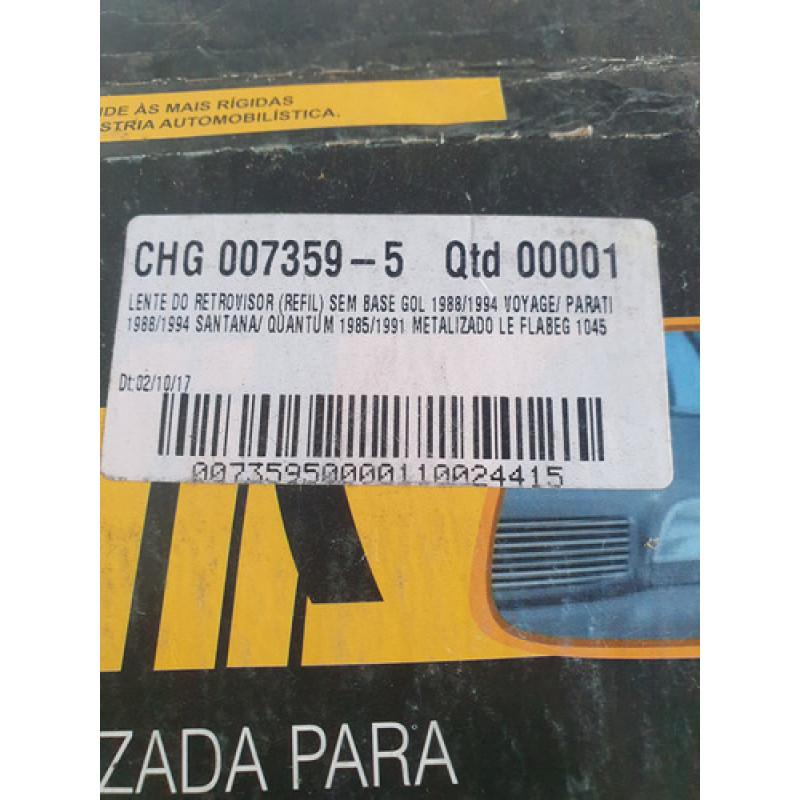 DE ÀS MAIS RÍGIDAS
STRIA AUTOMOBILÍSTICA.
CHG 007359-5 Qtd 00001
LENTE DO RETROVISOR (REFIL) SEM BASE GOL 1988/1994 VOYAGE/ PARATI
1988/1994 SANTANA/ QUANTUM 1985/1991 METALIZADO LE FLABEG 1045
Dt:02/10/17
00735950000110024415
ZADA PARA